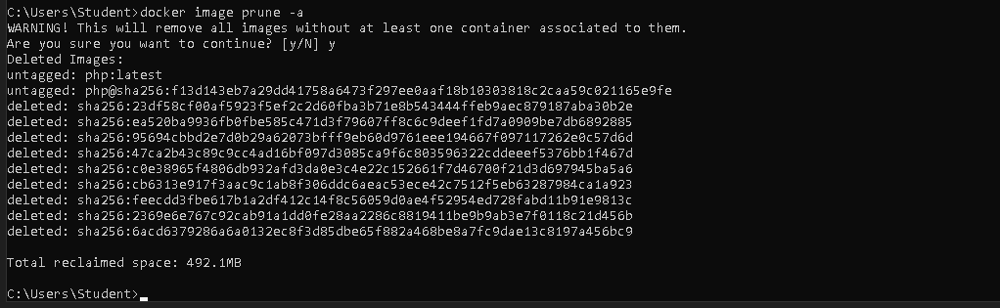 C:\Users\Student>docker image prune -a
WARNING! This will remove all images without at least one container associated to them.
Are you sure you want to continue? [y/N] y
Deleted Images:
untagged: php:latest
untagged: php@sha256:f13d143eb7a29dd41758a6473f297ee0aaf18b10303818c2caa59c021165e9fe
deleted: sha256:23df58cf00af5923f5ef2c2d60fba3b71e8b543444ffeb9aec879187aba30b2e
deleted: sha256:ea520ba9936fb0fbe585c471d3f79607ff8c6c9deef1fd7a0909be7db6892885
deleted: sha256:95694cbbd2e7d0b29a62073bfff9eb60d9761eee194667f097117262e0c57d6d
deleted: sha256:47ca2b43c89c9cc4ad16bf097d3085ca9f6c803596322cddeeef5376bb1f467d
deleted: sha256:c0e38965f4806db932afd3da0e3c4e22c152661f7d46700f21d3d697945ba5a6
deleted: sha256:cb6313e917f3aac9c1ab8f306ddc6aeac53ece42c7512f5eb63287984ca1a923
deleted: sha256:feecdd3fbe617b1a2df412c14f8c56059d0ae4f52954ed728fabd11b91e9813c
deleted: sha256:2369e6e767c92cab91a1dd0fe28aa2286c8819411be9b9ab3e7f0118c21d456b
deleted: sha256:6acd6379286a6a0132ec8f3d85dbe65f882a468be8a7fc9dae13c8197a456bc9
Total reclaimed space: 492.1MB
C:\Users\Student>